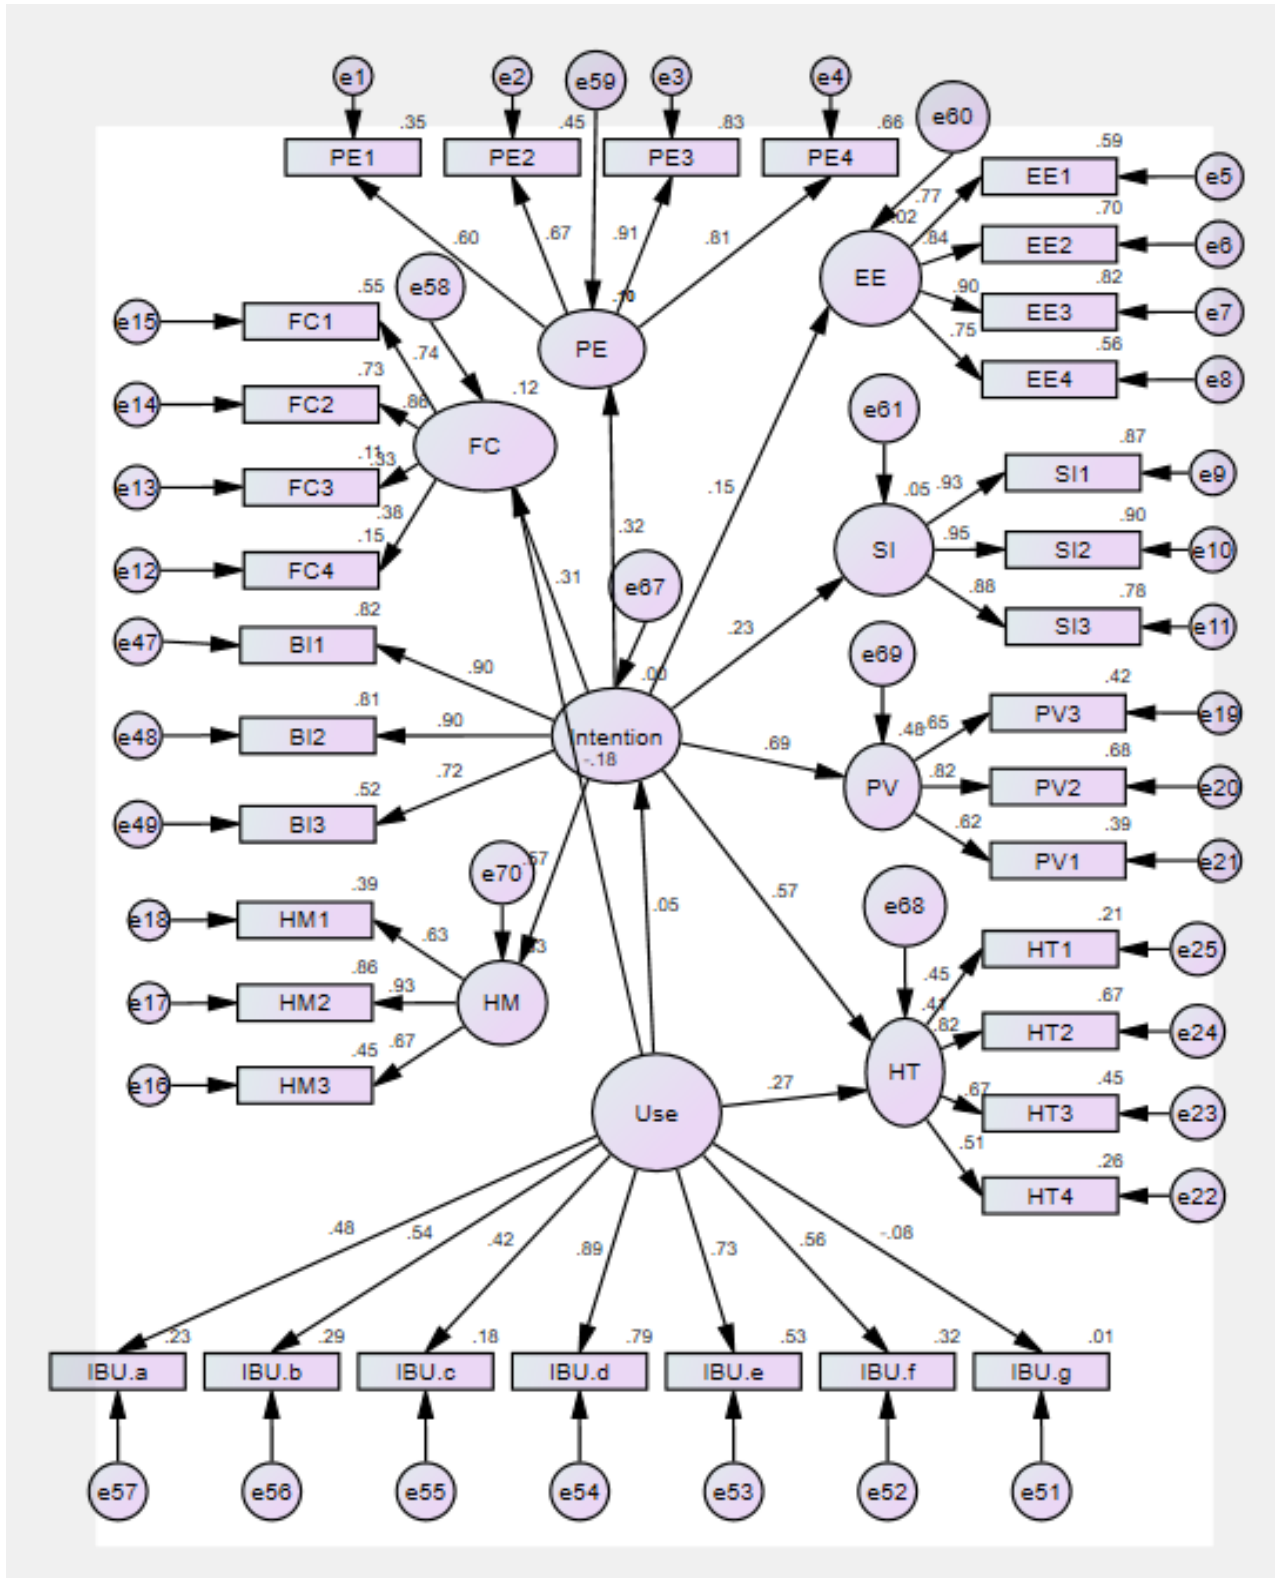 e1 e2 e59 e3 e4
e60
.35 .45 .83 .66
PE1 PE2 PE3 PE4
.59
EE1 e5
.77
.02
.70
.84
EE2 e6
.60 .67 .91 .81
EE
.82
.90
EE3 e7
.75
.56
EE4 e8
e58
.55
e15 FC1
.10
PE
.74
.73
e14 FC2
.86
.12
FC
.11
.33
e13 FC3
.38
.15
e12 FC4
e61
.87
.05 .93
SI1 e9
.90
.95
SI
SI2 e10
.88
.78
SI3 e11
.15
.32
.31
e67
.23
.82
e47 BI1
.90
.81
e48 BI2
.90
.72
.52
e49 BI3
.00
Intention
-.18
e69
.42
.48 .65
PV3 e19
.69
.68
.82
PV
PV2 e20
.62
.39
PV1 e21
e70
.57
.39
e18 HM1
.63
.33
.86
e17 HM2
.93
HM
.67
.45
e16 HM3
.57
.05
e68
.21
HT1 e25
.45
.41
.67
.82
HT2 e24
HT
.27
.45
.67
HT3 e23
.51
.26
HT4 e22
Use
.48 .54 .42 .89 .73 .56 -.08
.23 .29 .18 .79 .53 .32 .01
IBU.a IBU.b IBU.c IBU.d IBU.e IBU.f IBU.g
e57 e56 e55 e54 e53 e52 e51